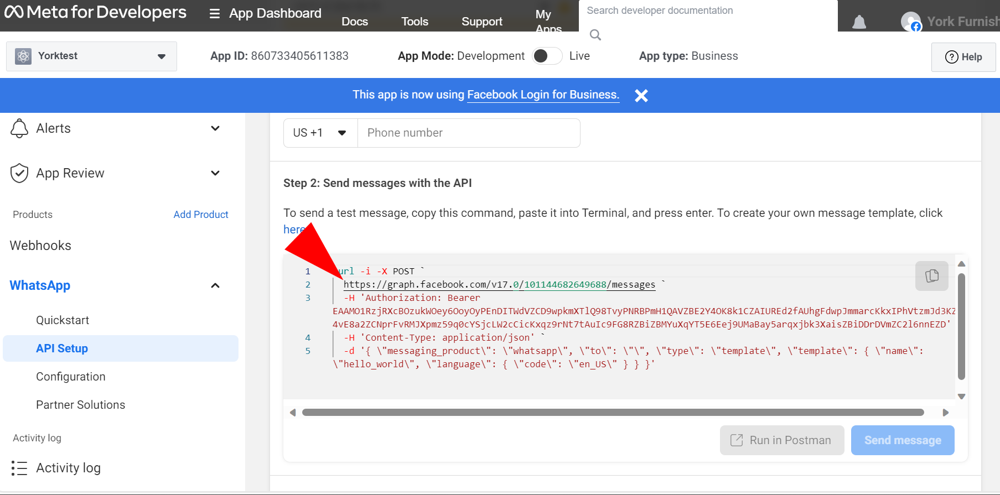 Meta for Developers
App Dashboard
Docs
Tools
Support
My Apps
Search developer documentation
York Furnish
Yorktest
App ID: 860733405611383
App Mode: Development
Live
App type: Business
Help
This app is now using Facebook Login for Business.
Alerts
App Review
Products
Add Product
Webhooks
WhatsApp
Quickstart
API Setup
Configuration
Partner Solutions
Activity log
Activity log
US +1
Phone number
Step 2: Send messages with the API
To send a test message, copy this command, paste it into Terminal, and press enter. To create your own message template, click
here
1 url -i -X POST `
2 https://graph.facebook.com/v17.0/101144682649688/messages `
3 -H 'Authorization: Bearer
EAAMO1RzjRXcBOzukWOey6OoyOyPEnDITWdVZCD9wpkmXTlQ98TvyPNRBPmH1QAVZBE2Y4OK8k1CZAIUREd2fAUhgFdwpJmmarcKkxIPhVtzmJd3KZ
4vE8a2ZCNprFvRMJXpmz59q0cYSjcLW2cCicKxqz9rNt7tAuIc9FG8RZBiZBMYuXqYT5E6Eej9UMaBay5arqxjbk3XaisZBiDDrDVmZC2l6nnEZD'
4 -H 'Content-Type: application/json' `
5 -d '{ \"messaging_product\": \"whatsapp\", \"to\": \"\", \"type\": \"template\", \"template\": { \"name\":
\"hello_world\", \"language\": { \"code\": \"en_US\" } } }'
Run in Postman
Send message